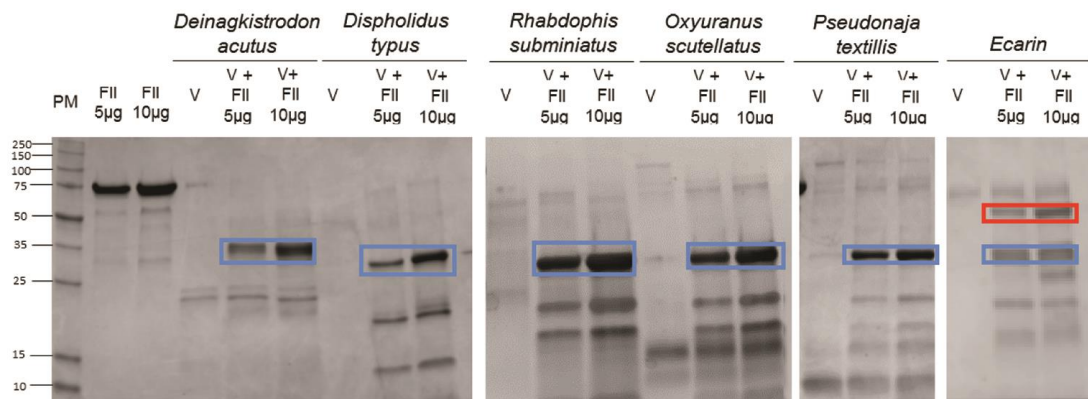 Deinagkistrodon Dispholidus Rhabdophis Oxyuranus Pseudonaja
acutus typus subminiatus scutellatus textillis Ecarin
V + V+ V + V+ V + V+ V + V+ V + V+ V + V+
PM FII FII V FII FII V FII FII V FII FII V FII FII V FII FII V FII FII
5µg 10µg 5µg 10µg 5µg 10µg 5µg 10µg 5µg 10µg 5µg 10µg 5µg 10µg
250
150
100
75
50
35
25
15
10